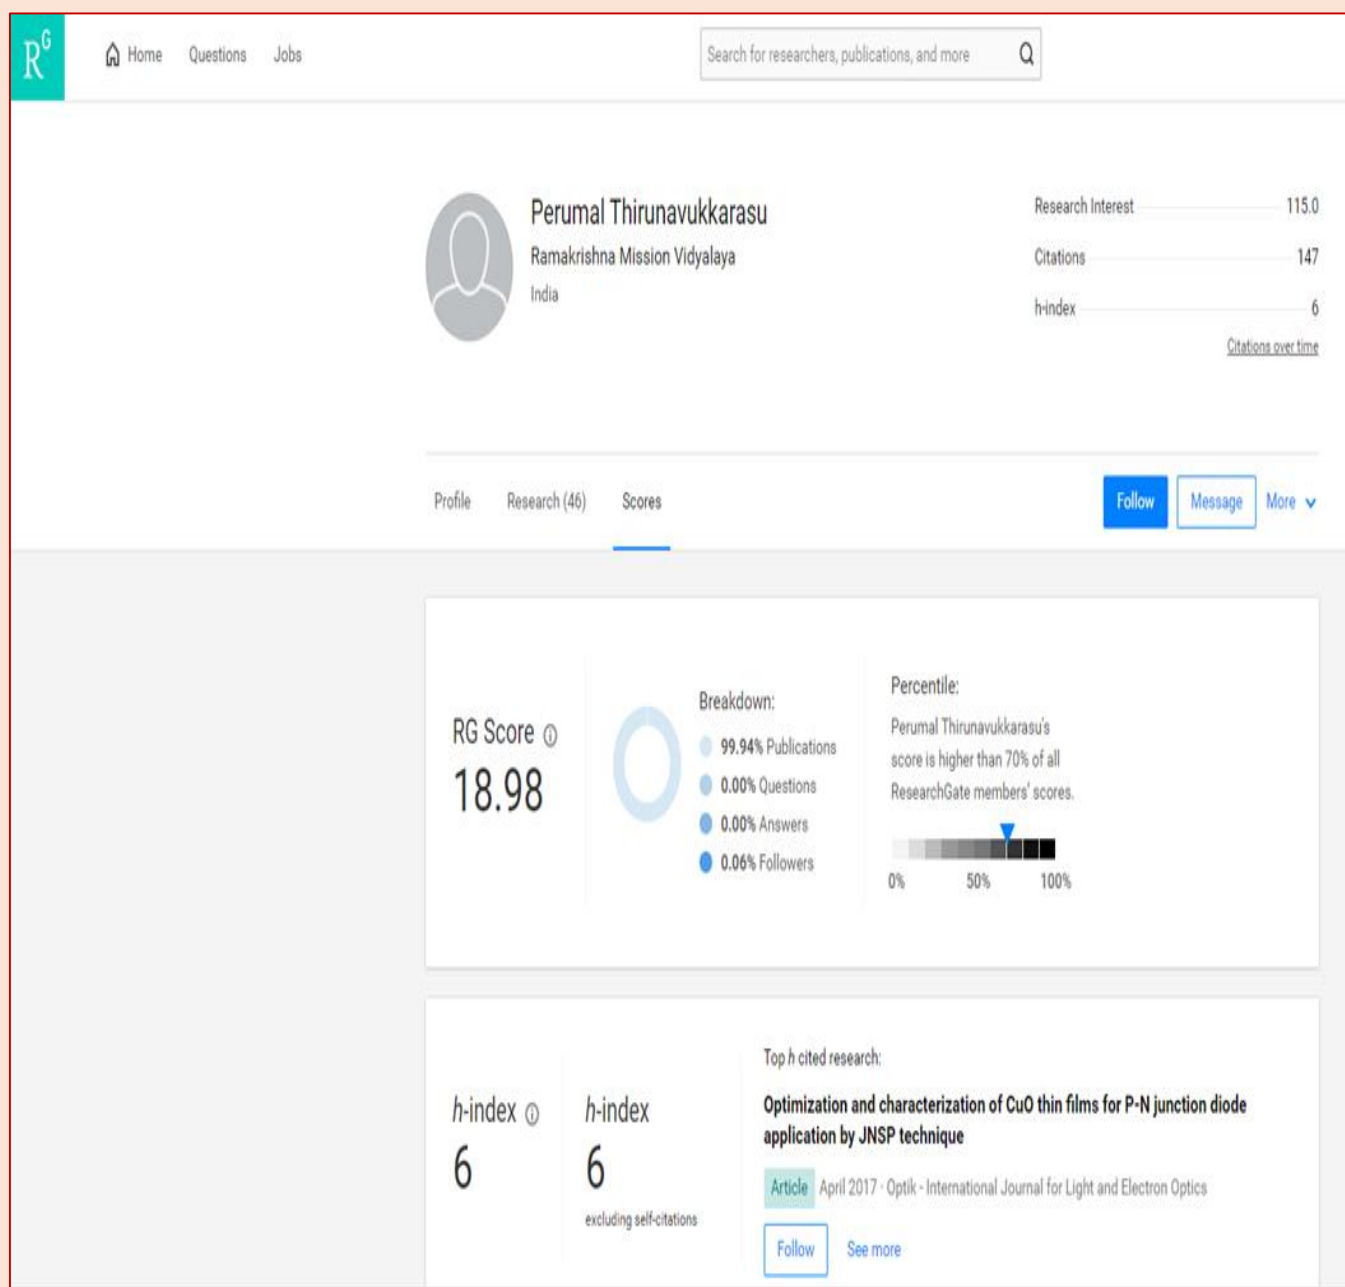 RG
Home Questions Jobs
Search for researchers, publications, and more
Perumal Thirunavukkarasu
Ramakrishna Mission Vidyalaya
India
Research Interest 115.0
Citations 147
h-index 6
Citations over time
Profile Research (46) Scores
Follow Message More
RG Score
18.98
Breakdown:
99.94% Publications
0.00% Questions
0.00% Answers
0.06% Followers
Percentile:
Perumal Thirunavukkarasu's
score is higher than 70% of all
ResearchGate members' scores.
0% 50% 100%
h-index
6
h-index
6
excluding self-citations
Top h cited research:
Optimization and characterization of CuO thin films for P-N junction diode
application by JNSP technique
Article April 2017 · Optik - International Journal for Light and Electron Optics
Follow See more